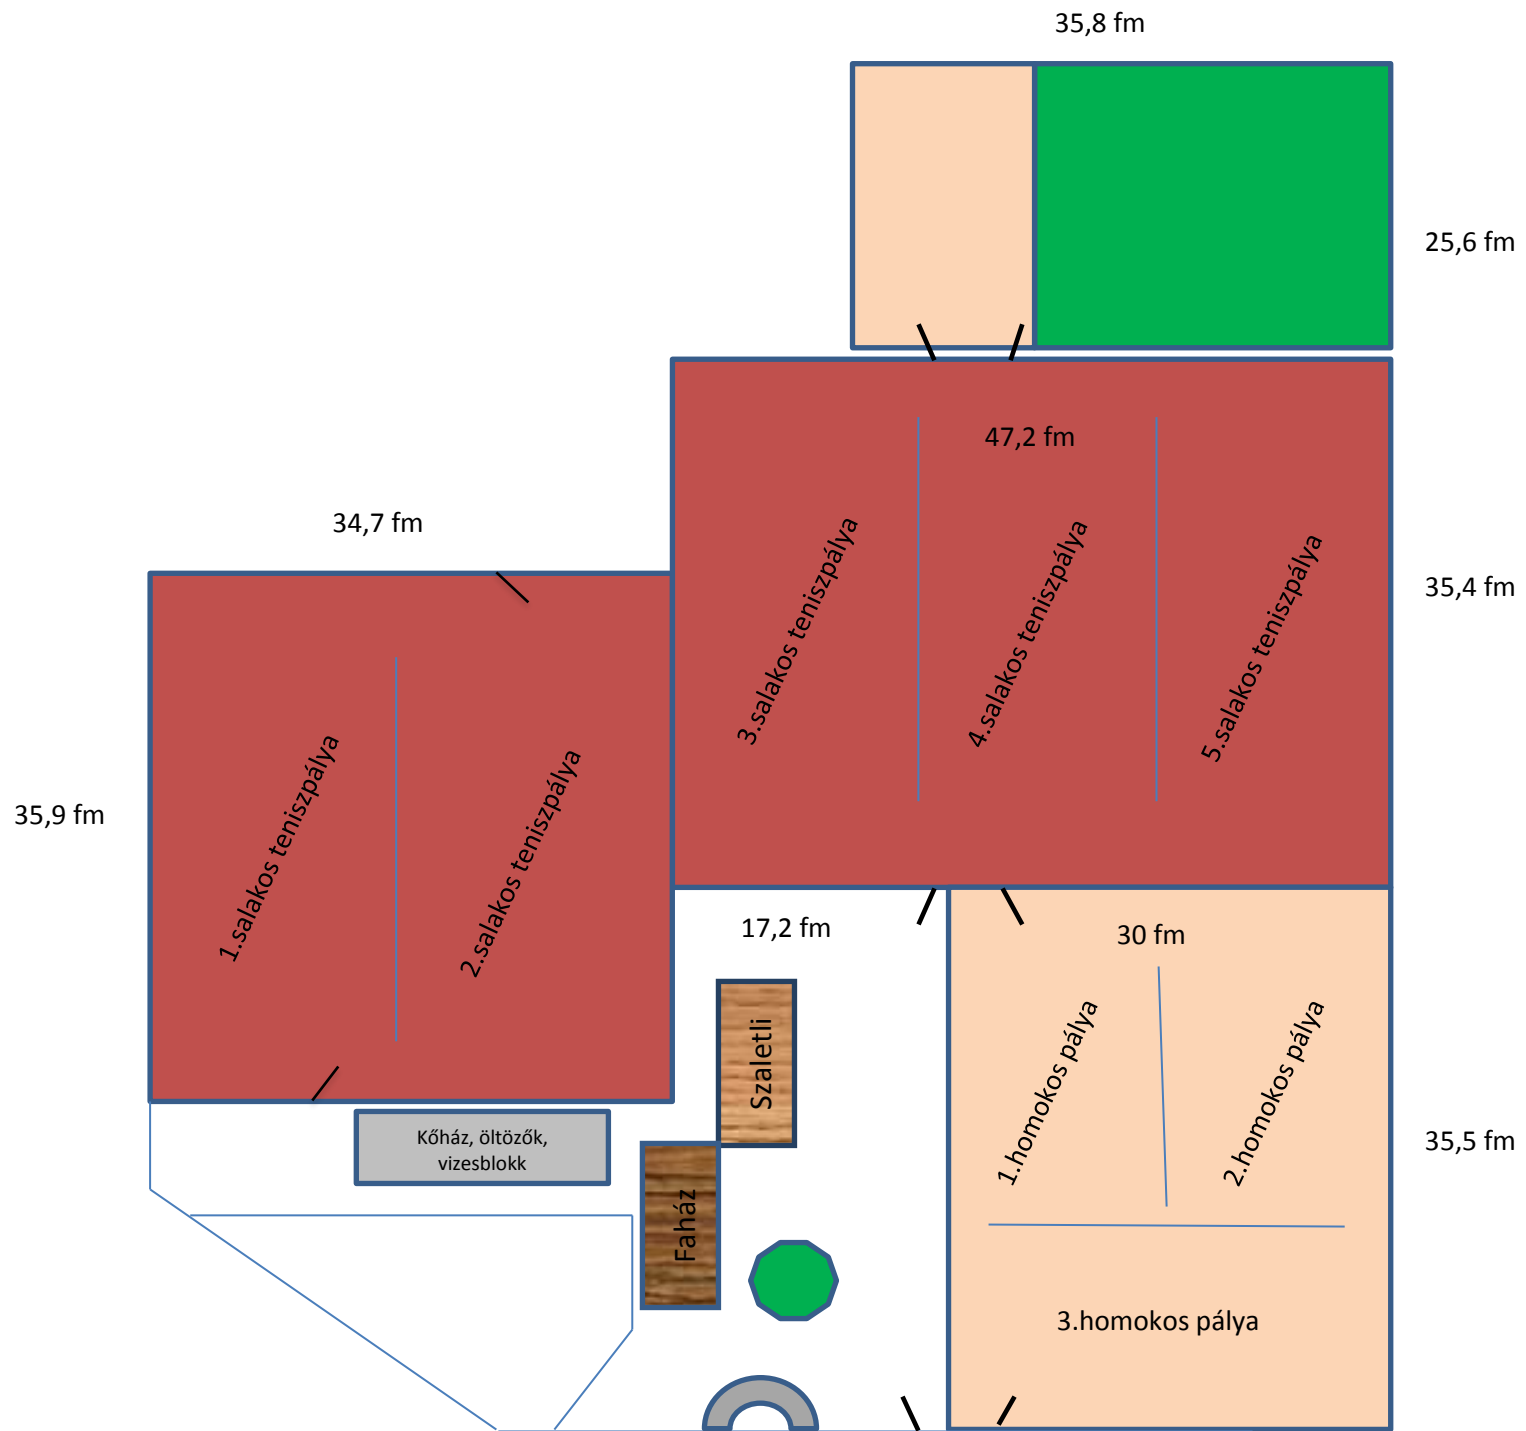 35,8 fm
25,6 fm
47,2 fm
34,7 fm
3.salakos teniszpálya
4.salakos teniszpálya
5.salakos teniszpálya
35,4 fm
35,9 fm
1.salakos teniszpálya
2.salakos teniszpálya
17,2 fm
30 fm
Szaletli
1.homokos pálya
2.homokos pálya
35,5 fm
Kőház, öltözők,
vizesblokk
Faház
3.homokos pálya